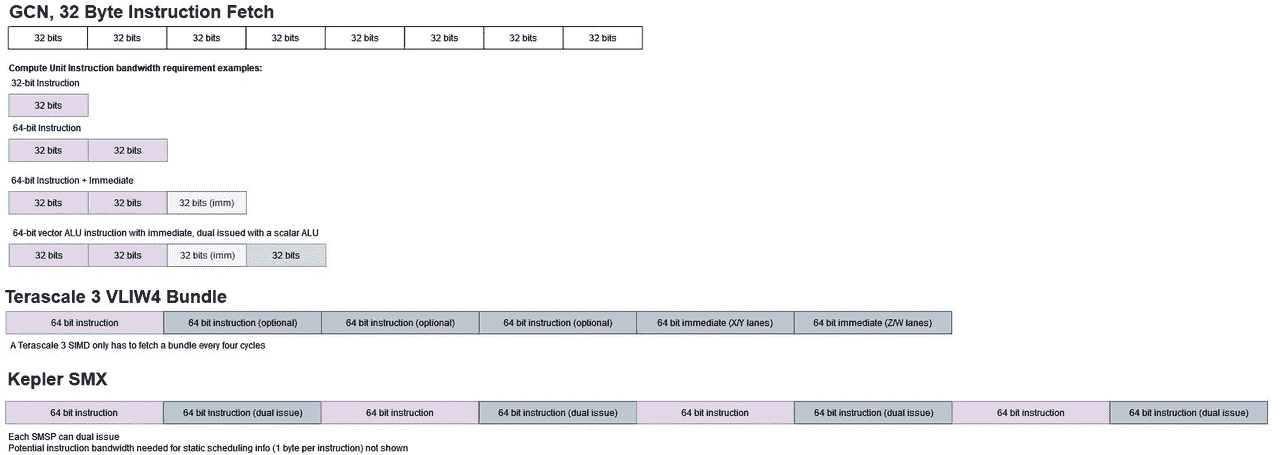 GCN, 32 Byte Instruction Fetch
32 bits 32 bits 32 bits 32 bits 32 bits 32 bits 32 bits 32 bits
Compute Unit Instruction bandwidth requirement examples:
32-bit Instruction
32 bits
64-bit Instruction
32 bits 32 bits
64-bit Instruction + Immediate
32 bits 32 bits 32 bits (imm)
64-bit vector ALU instruction with immediate, dual issued with a scalar ALU
32 bits 32 bits 32 bits (imm) 32 bits
Terascale 3 VLIW4 Bundle
64 bit instruction 64 bit instruction (optional) 64 bit instruction (optional) 64 bit instruction (optional) 64 bit immediate (X/Y lanes) 64 bit immediate (Z/W lanes)
A Terascale 3 SIMD only has to fetch a bundle every four cycles
Kepler SMX
64 bit instruction 64 bit instruction (dual issue) 64 bit instruction 64 bit instruction (dual issue) 64 bit instruction 64 bit instruction (dual issue) 64 bit instruction 64 bit instruction (dual issue)
Each SMSP can dual issue
Potential instruction bandwidth needed for static scheduling info (1 byte per instruction) not shown